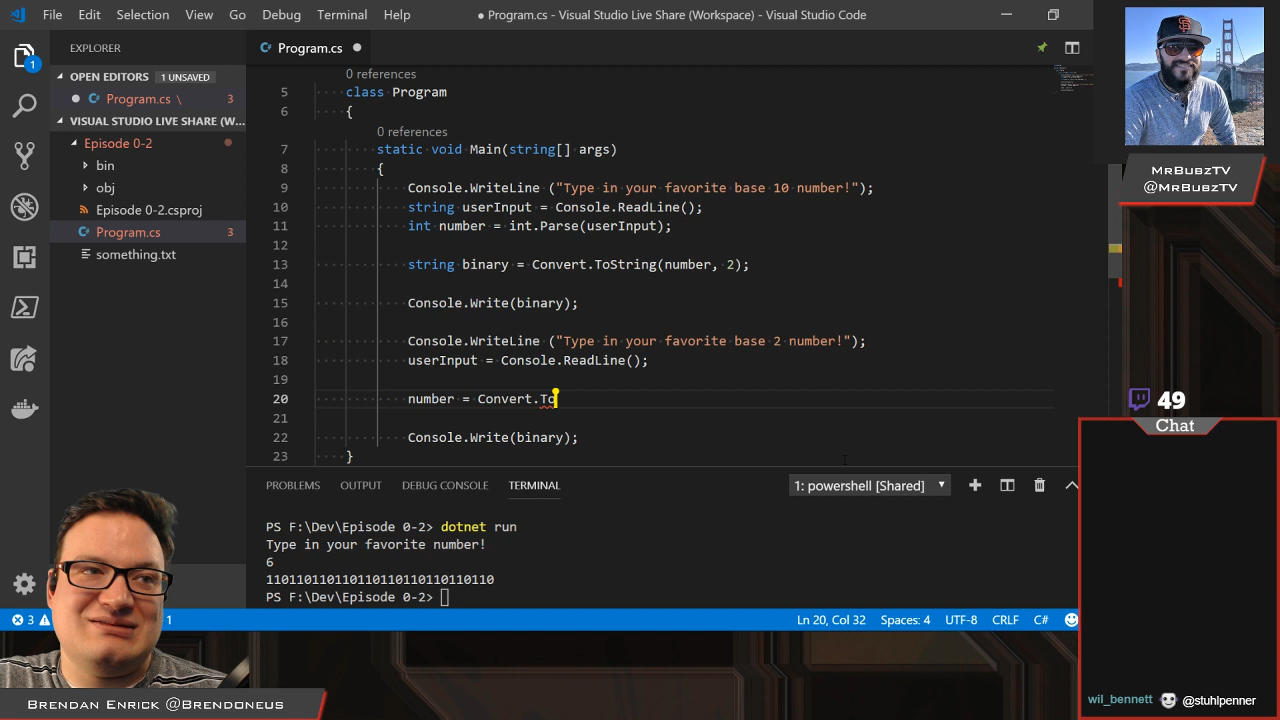 File Edit Selection View Go Debug Terminal Help ● Program.cs - Visual Studio Live Share (Workspace) - Visual Studio Code
EXPLORER
OPEN EDITORS 1 UNSAVED
Program.cs \ 3
VISUAL STUDIO LIVE SHARE (W...
Episode 0-2
bin
obj
Episode 0-2.csproj
Program.cs 3
something.txt
1
Program.cs
0 references
5 class Program
6 {
0 references
7 static void Main(string[] args)
8 {
9 Console.WriteLine ("Type in your favorite base 10 number!");
10 string userInput = Console.ReadLine();
11 int number = int.Parse(userInput);
12
13 string binary = Convert.ToString(number, 2);
14
15 Console.Write(binary);
16
17 Console.WriteLine ("Type in your favorite base 2 number!");
18 userInput = Console.ReadLine();
19
20 number = Convert.To
21
22 Console.Write(binary);
23 }
PROBLEMS OUTPUT DEBUG CONSOLE TERMINAL 1: powershell [Shared]
PS F:\Dev\Episode 0-2> dotnet run
Type in your favorite number!
6
110110110110110110110110110110
PS F:\Dev\Episode 0-2>
3 1 Ln 20, Col 32 Spaces: 4 UTF-8 CRLF C#
MrBubzTV
@MrBubzTV
49
Chat
wil_bennett @stuhlpenner
Brendan Enrick @Brendoneus